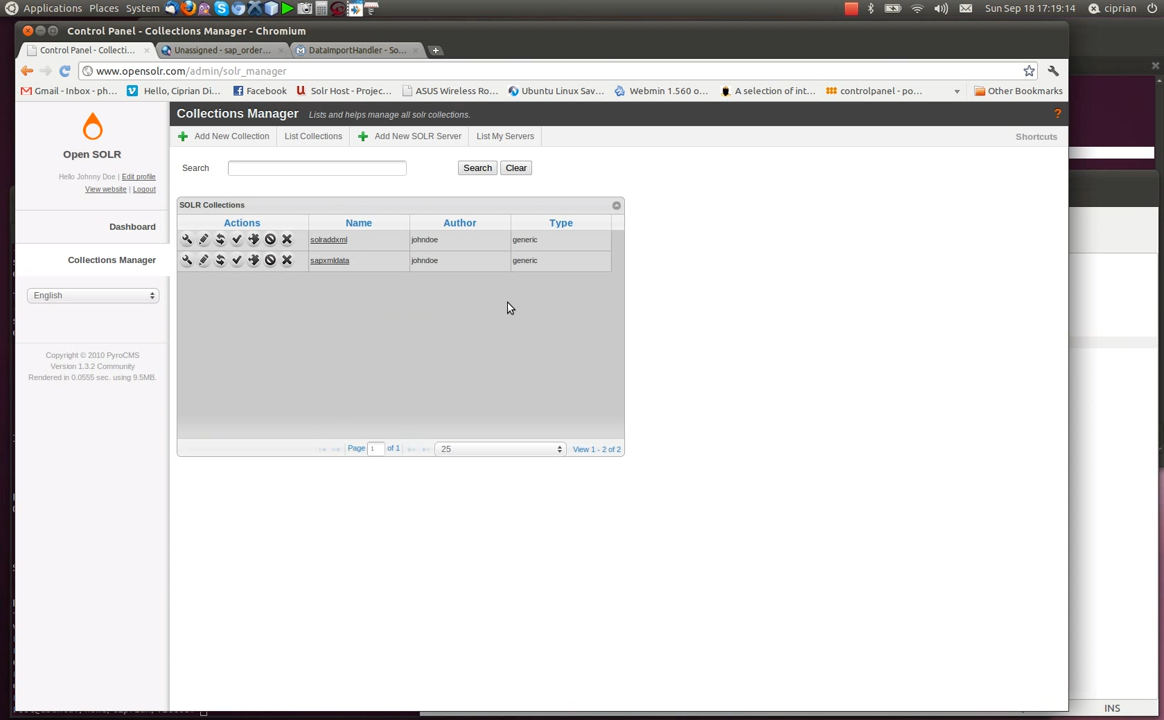 Applications Places System Sun Sep 18 17:19:14 ciprian
Control Panel - Collections Manager - Chromium
Control Panel - Collecti... Unassigned - sap_order... DataImportHandler - So...
www.opensolr.com/admin/solr_manager
Gmail - Inbox - ph... Hello, Ciprian Di... Facebook Solr Host - Projec... ASUS Wireless Ro... Ubuntu Linux Sav... Webmin 1.560 o... A selection of int... controlpanel - po... Other Bookmarks
Open SOLR
Hello Johnny Doe | Edit profile
View website | Logout
Dashboard
Collections Manager
English
Copyright © 2010 PyroCMS
Version 1.3.2 Community
Rendered in 0.0555 sec. using 9.5MB.
Collections Manager Lists and helps manage all solr collections. ?
Add New Collection List Collections Add New SOLR Server List My Servers Shortcuts
Search Search Clear
SOLR Collections
Actions Name Author Type
solraddxml johndoe generic
sapxmldata johndoe generic
Page 1 of 1 25 View 1 - 2 of 2
INS